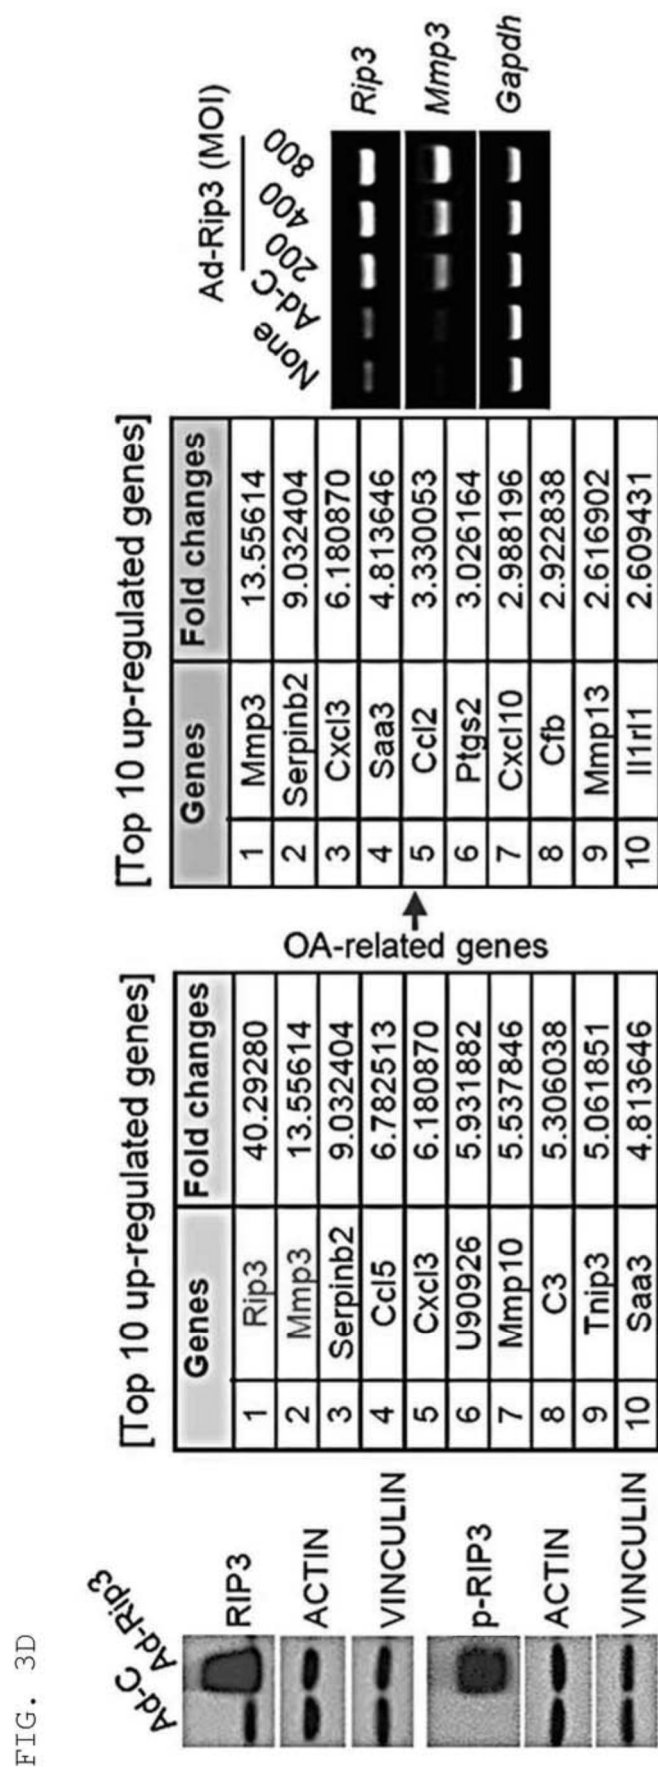 FIG. 3D
Ad-C
Ad-Rip3
RIP3
ACTIN
VINCULIN
p-RIP3
ACTIN
VINCULIN
[Top 10 up-regulated genes]
Genes Fold changes
1 Rip3 40.29280
2 Mmp3 13.55614
3 Serpinb2 9.032404
4 Ccl5 6.782513
5 Cxcl3 6.180870
6 U90926 5.931882
7 Mmp10 5.537846
8 C3 5.306038
9 Tnip3 5.061851
10 Saa3 4.813646
OA-related genes
[Top 10 up-regulated genes]
Genes Fold changes
1 Mmp3 13.55614
2 Serpinb2 9.032404
3 Cxcl3 6.180870
4 Saa3 4.813646
5 Ccl2 3.330053
6 Ptgs2 3.026164
7 Cxcl10 2.988196
8 Cfb 2.922838
9 Mmp13 2.616902
10 Il1rl1 2.609431
Ad-Rip3 (MOI)
None Ad-C 200 400 800
Rip3
Mmp3
Gapdh